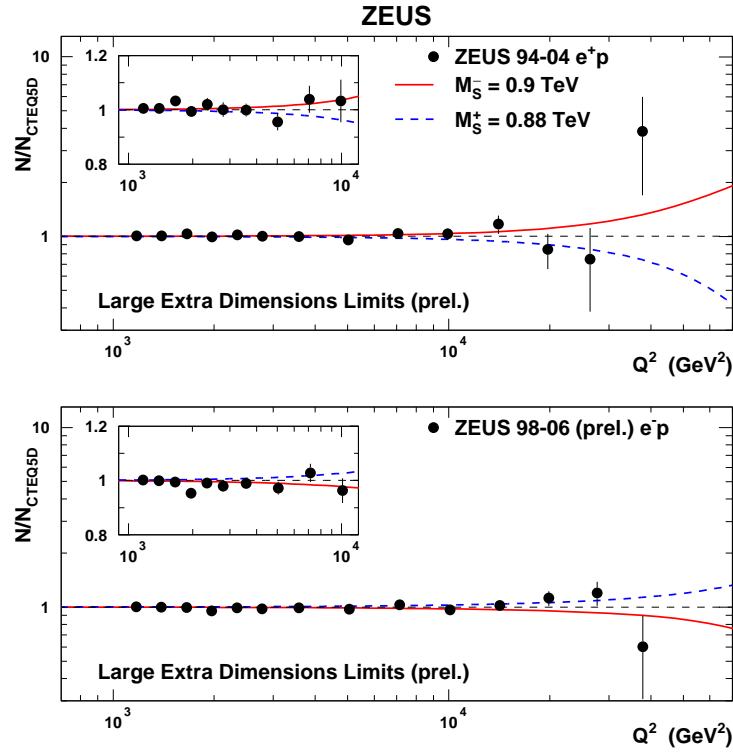 ZEUS
N/N_CTEQ5D
10
1
1.2
1
0.8
10³
10⁴
ZEUS 94-04 e⁺p
M_S⁻ = 0.9 TeV
M_S⁺ = 0.88 TeV
Large Extra Dimensions Limits (prel.)
10³
10⁴
Q² (GeV²)
N/N_CTEQ5D
10
1
1.2
1
0.8
10³
10⁴
ZEUS 98-06 (prel.) e⁻p
Large Extra Dimensions Limits (prel.)
10³
10⁴
Q² (GeV²)